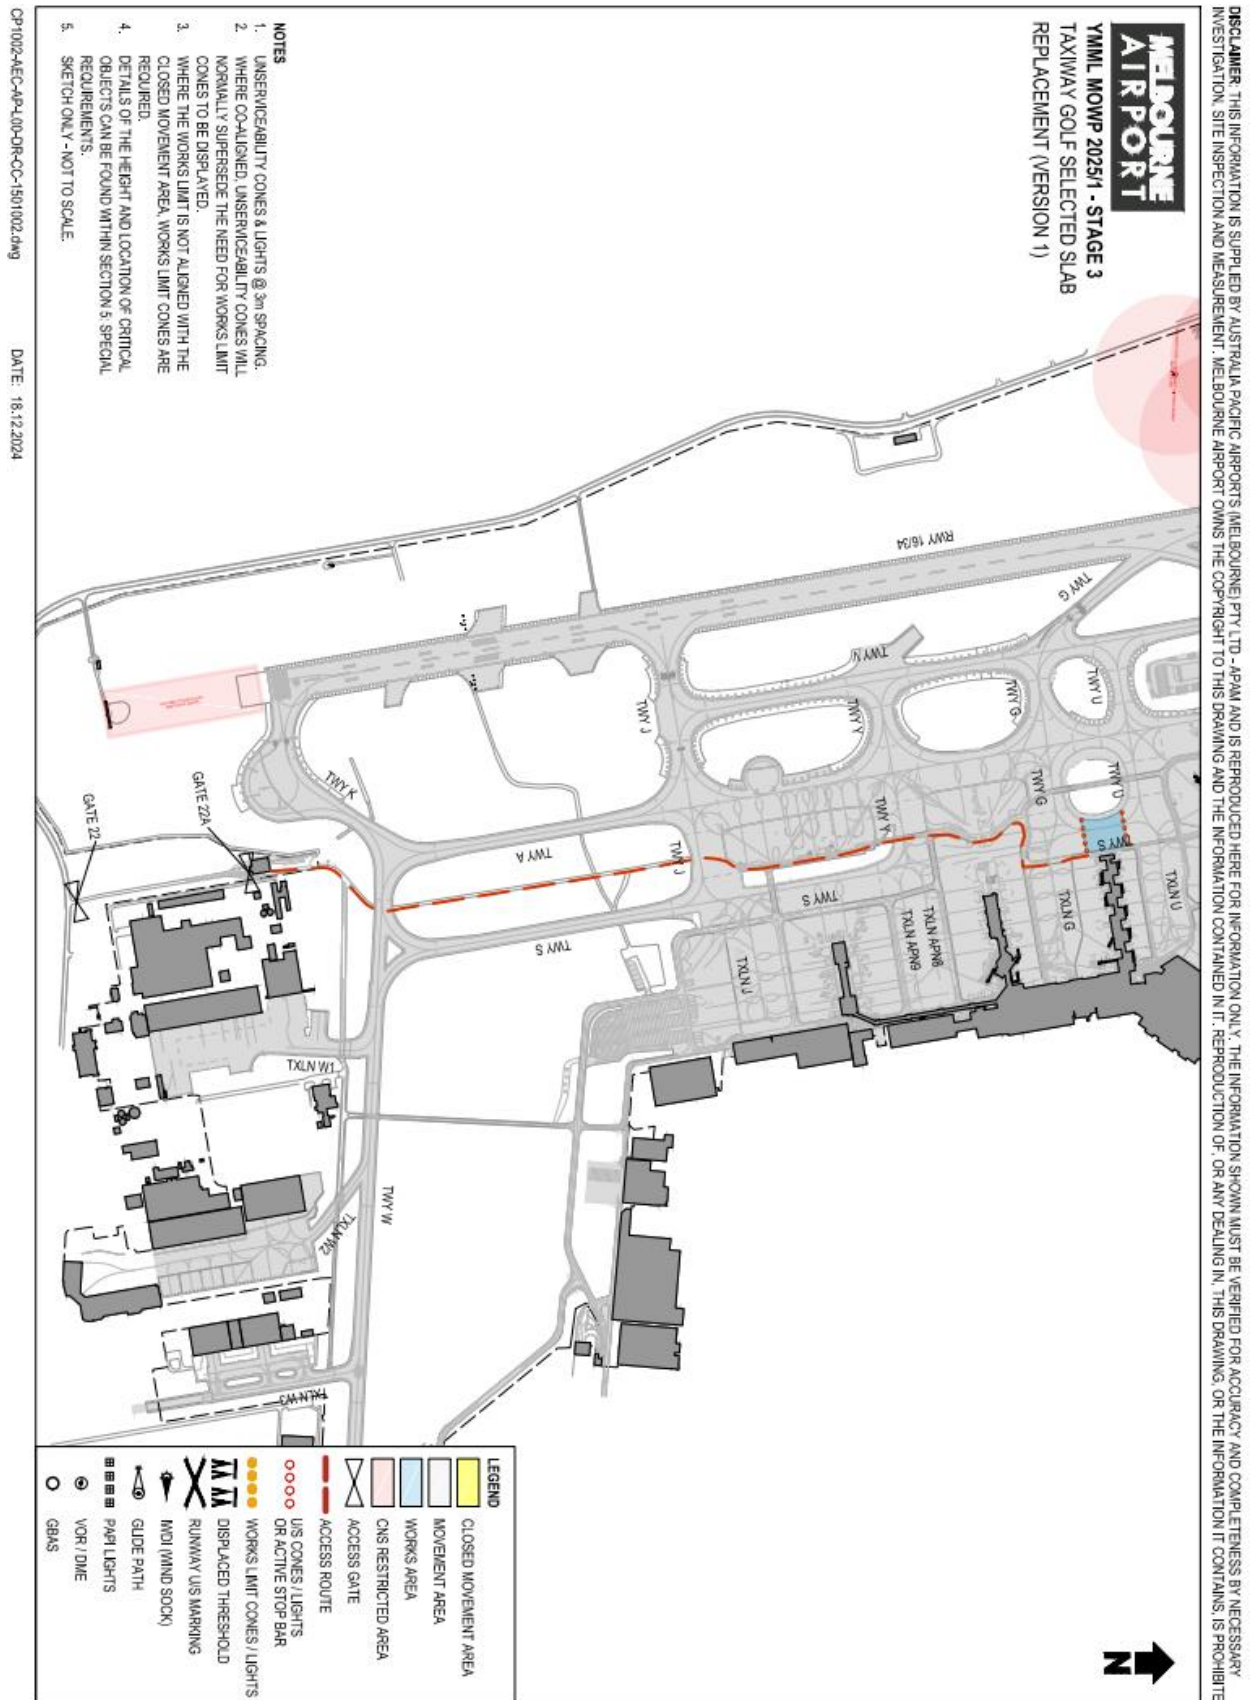 DISCLAIMER: THIS INFORMATION IS SUPPLIED BY AUSTRALIA PACIFIC AIRPORTS (MELBOURNE) PTY LTD - APAM AND IS REPRODUCED HERE FOR INFORMATION ONLY. THE INFORMATION SHOWN MUST BE VERIFIED FOR ACCURACY AND COMPLETENESS BY NECESSARY
INVESTIGATION, SITE INSPECTION AND MEASUREMENT. MELBOURNE AIRPORT OWNS THE COPYRIGHT TO THIS DRAWING AND THE INFORMATION CONTAINED IN IT. REPRODUCTION OF, OR ANY DEALING IN, THIS DRAWING, OR THE INFORMATION IT CONTAINS, IS PROHIBITE
MELBOURNE
AIRPORT
YMML MOWP 2025/1 - STAGE 3
TAXIWAY GOLF SELECTED SLAB
REPLACEMENT (VERSION 1)
RWY 16/34
TWY G
TWY U
TWY N
TWY G
TWY Y
TWY J
TWY U
TWY G
TWY Y
TWY S
TWY J
TWY A
TWY K
TWY S
TWY S
TXLN U
TXLN G
TXLN APN8
TXLN APN9
TXLN J
GATE 22A
GATE 22
TXLN W1
TWY W
TXLN W2
TXLN W3
NOTES
1. UNSERVICEABILITY CONES & LIGHTS @ 3m SPACING.
2. WHERE CO-ALIGNED, UNSERVICEABILITY CONES WILL
NORMALLY SUPERSEDE THE NEED FOR WORKS LIMIT
CONES TO BE DISPLAYED.
3. WHERE THE WORKS LIMIT IS NOT ALIGNED WITH THE
CLOSED MOVEMENT AREA, WORKS LIMIT CONES ARE
REQUIRED.
4. DETAILS OF THE HEIGHT AND LOCATION OF CRITICAL
OBJECTS CAN BE FOUND WITHIN SECTION 5: SPECIAL
REQUIREMENTS.
5. SKETCH ONLY - NOT TO SCALE.
N
LEGEND
CLOSED MOVEMENT AREA
MOVEMENT AREA
WORKS AREA
CNS RESTRICTED AREA
ACCESS GATE
ACCESS ROUTE
U/S CONES / LIGHTS
OR ACTIVE STOP BAR
WORKS LIMIT CONES / LIGHTS
DISPLACED THRESHOLD
RUNWAY U/S MARKING
IWDI (WIND SOCK)
GLIDE PATH
PAPI LIGHTS
VOR / DME
GBAS
CP1002-AEC-AP-L00-DR-CC-1501002.dwg DATE: 18.12.2024